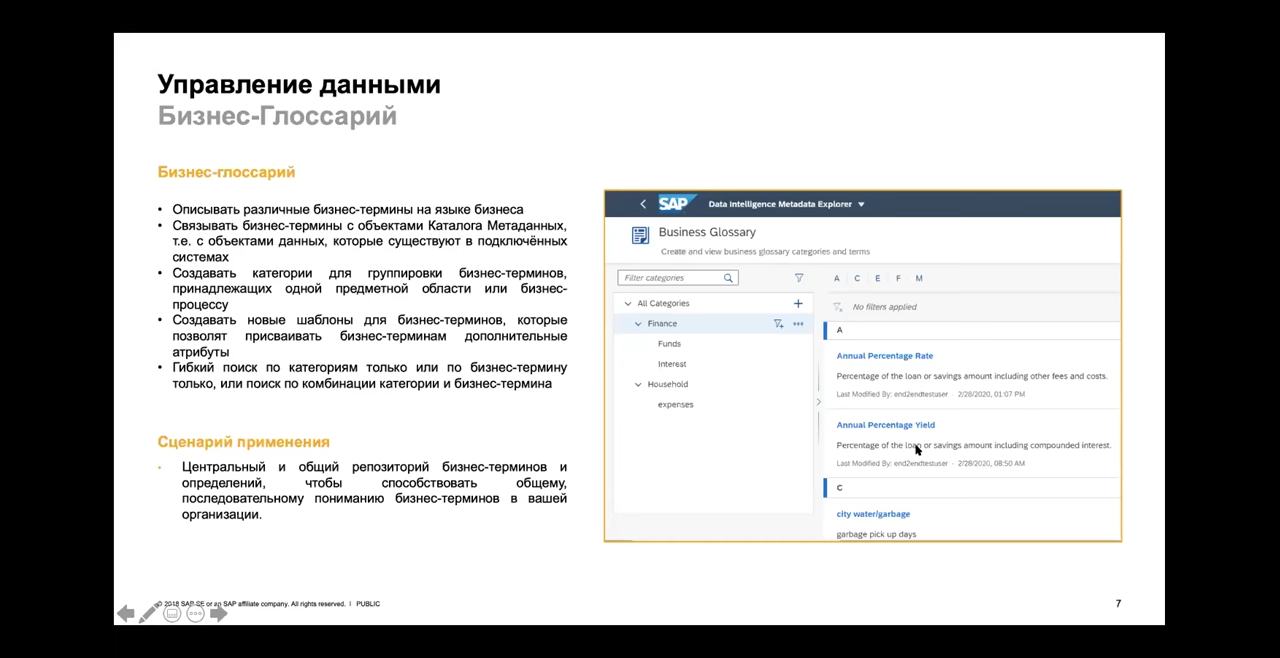 Управление данными
Бизнес-Глоссарий
Бизнес-глоссарий
• Описывать различные бизнес-термины на языке бизнеса
• Связывать бизнес-термины с объектами Каталога Метаданных,
т.е. с объектами данных, которые существуют в подключённых
системах
• Создавать категории для группировки бизнес-терминов,
принадлежащих одной предметной области или бизнес-
процессу
• Создавать новые шаблоны для бизнес-терминов, которые
позволят присваивать бизнес-терминам дополнительные
атрибуты
• Гибкий поиск по категориям только или по бизнес-термину
только, или поиск по комбинации категории и бизнес-термина
Сценарий применения
• Центральный и общий репозиторий бизнес-терминов и
определений, чтобы способствовать общему,
последовательному пониманию бизнес-терминов в вашей
организации.
SAP Data Intelligence Metadata Explorer
Business Glossary
Create and view business glossary categories and terms
Filter categories
All Categories
Finance
Funds
Interest
Household
expenses
A C E F M
No filters applied
A
Annual Percentage Rate
Percentage of the loan or savings amount including other fees and costs.
Last Modified By: end2endtestuser · 2/28/2020, 01:07 PM
Annual Percentage Yield
Percentage of the loan or savings amount including compounded interest.
Last Modified By: end2endtestuser · 2/28/2020, 08:50 AM
C
city water/garbage
garbage pick up days
© 2018 SAP SE or an SAP affiliate company. All rights reserved. I PUBLIC
7